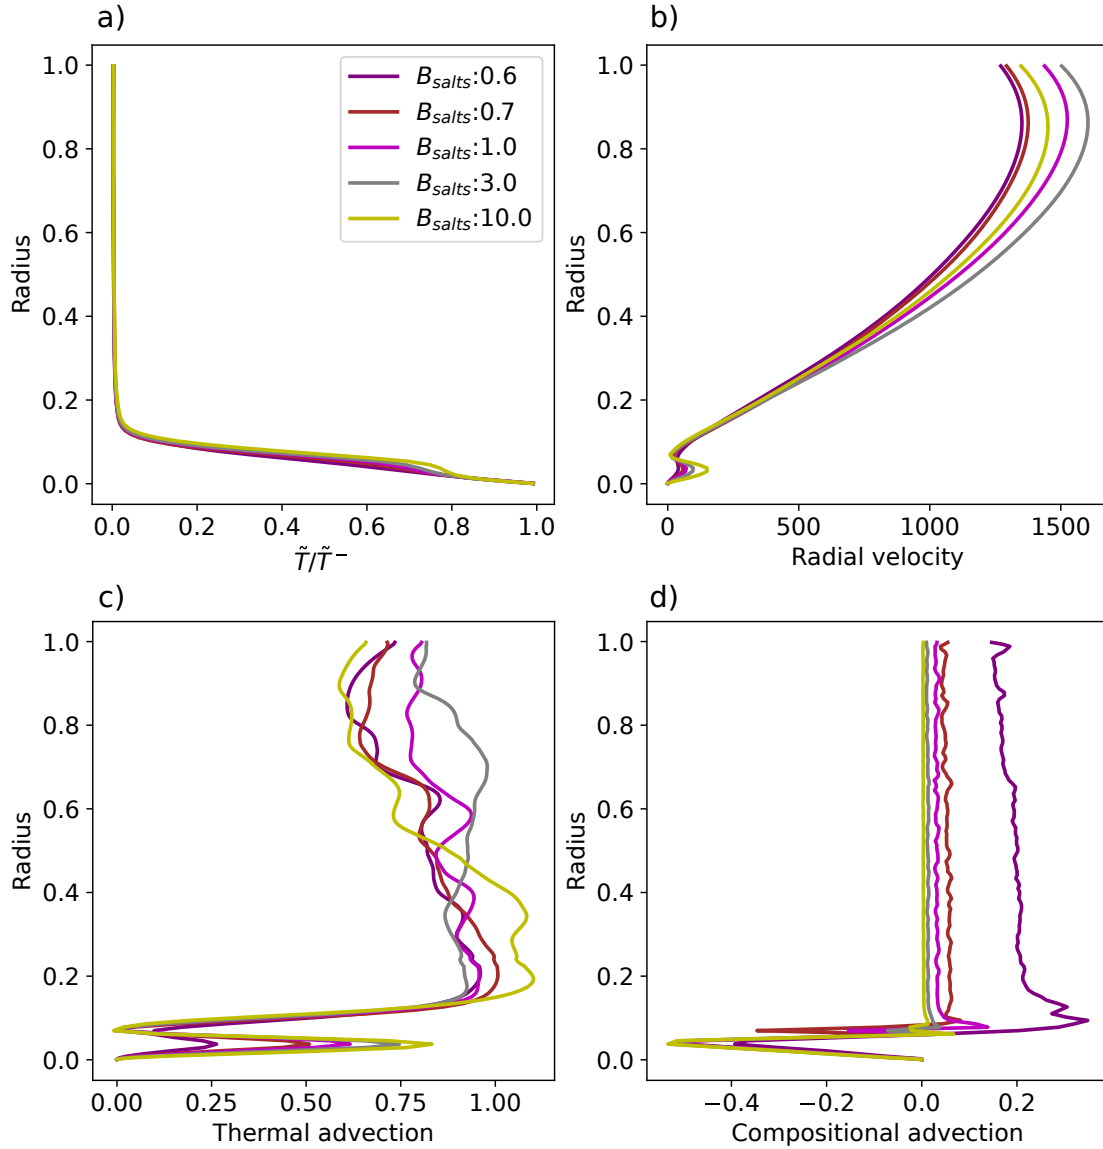 a)
Radius
1.0
0.8
0.6
0.4
0.2
0.0
B_salts:0.6
B_salts:0.7
B_salts:1.0
B_salts:3.0
B_salts:10.0
0.0 0.2 0.4 0.6 0.8 1.0
T̃/T̃⁻
b)
Radius
1.0
0.8
0.6
0.4
0.2
0.0
0 500 1000 1500
Radial velocity
c)
Radius
1.0
0.8
0.6
0.4
0.2
0.0
0.00 0.25 0.50 0.75 1.00
Thermal advection
d)
Radius
1.0
0.8
0.6
0.4
0.2
0.0
−0.4 −0.2 0.0 0.2
Compositional advection